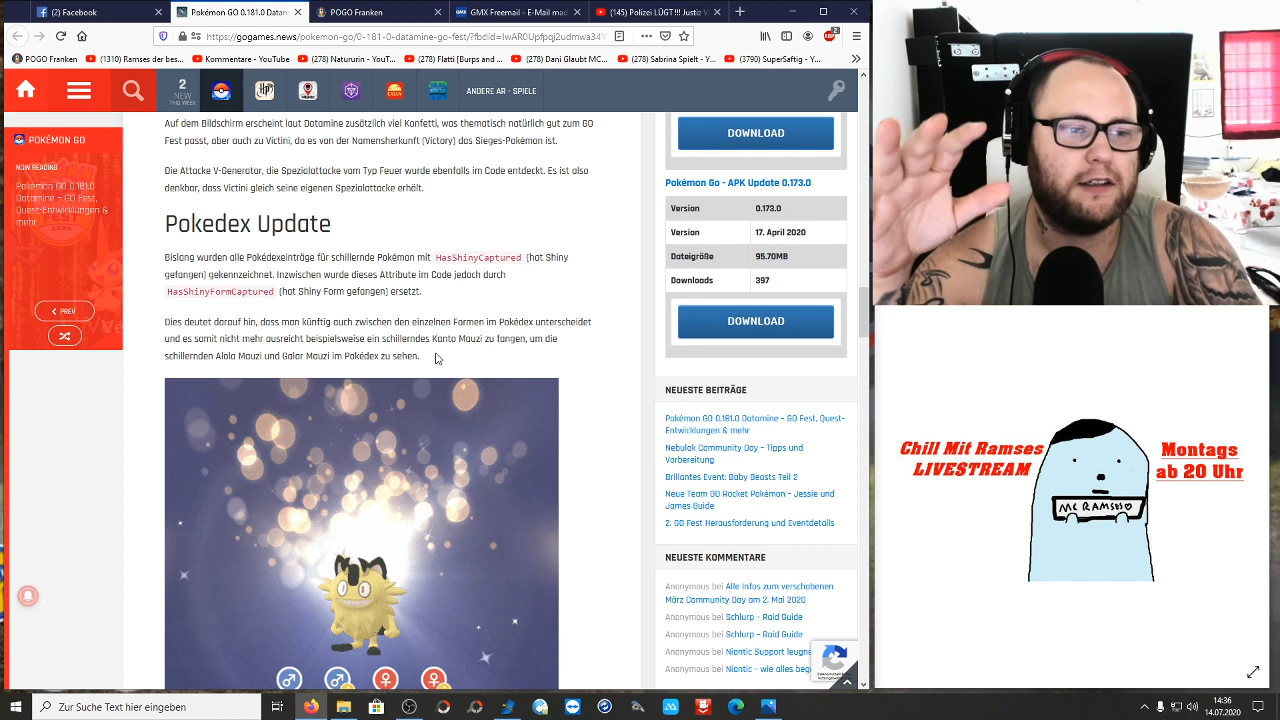 (2) Facebook
Pokémon GO 0.181.0 Datami
POGO Franken
GMX Freemail - E-Mail made
(145) Polizei LÜGT!!! Juste V
https://gogames.news/pokemon-go/0-181-0-datamine-go-fest/?fbclid=IwAR0Upfpqj2udmwa34Y
POGO Franken
(1310) Ramses der bes...
Kommentare - YouTube
(278) Natururin - YouT...
(278) Flatti [Burps and...
(278) Dani Glaubt MC...
(278) Sabrina Spielt - Y...
(3790) SuperSaftig - Y...
2
NEW
THIS WEEK
CATAN
ANDERE AR - SPIELE
POKÉMON GO
NOW READING:
Pokémon GO 0.181.0
Datamine – GO Fest,
Quest-Entwicklungen &
mehr
PREV
Auf dem Bildschirm erscheint laut Datamine zusätzlich viel Konfetti, was thematisch natürlich gut zum GO
Fest passt, aber auch zu Victini, da es von der Namensherkunft (Victory) das Sieges-Pokémon ist.
Die Attacke V-Generator, die Spezialattacke vom Typ Feuer wurde ebenfalls im Code entdeckt. Es ist also
denkbar, dass Victini gleich seine eigenen Spezialattacke erhält.
Pokedex Update
Bislang wurden alle Pokédexeinträge für schillernde Pokémon mit HasShinyCaptured (hat Shiny
gefangen) gekennzeichnet. Inzwischen wurde dieses Attribute im Code jedoch durch
HasShinyFormCaptured (hat Shiny Form gefangen) ersetzt.
Dies deutet darauf hin, dass man künftig auch zwischen den einzelnen Formen im Pokédex unterscheidet
und es somit nicht mehr ausreicht beispielsweise ein schillerndes Kanto Mauzi zu fangen, um die
schillernden Alola Mauzi und Galar Mauzi im Pokédex zu sehen.
DOWNLOAD
Pokémon Go - APK Update 0.173.0
Version 0.173.0
Version 17. April 2020
Dateigröße 95.70MB
Downloads 397
DOWNLOAD
NEUESTE BEITRÄGE
Pokémon GO 0.181.0 Datamine – GO Fest, Quest-
Entwicklungen & mehr
Nebulak Community Day – Tipps und
Vorbereitung
Brillantes Event: Baby Beasts Teil 2
Neue Team GO Rocket Pokémon – Jessie und
James Guide
2. GO Fest Herausforderung und Eventdetails
NEUESTE KOMMENTARE
Anonymous bei Alle Infos zum verschobenen
März Community Day am 2. Mai 2020
Anonymous bei Schlurp – Raid Guide
Anonymous bei Schlurp – Raid Guide
Anonymous bei Niantic Support leugne
Anonymous bei Niantic – wie alles beg
Chill Mit Ramses
LIVESTREAM
MC RAMSES
Montags
ab 20 Uhr
Zur Suche Text hier eingeben
14:36
14.07.2020